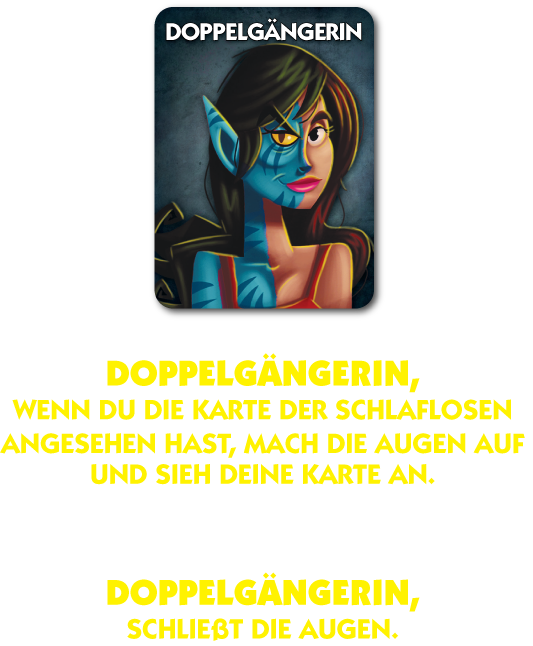 DOPPELGÄNGERIN
DOPPELGÄNGERIN,
WENN DU DIE KARTE DER SCHLAFLOSEN
ANGESEHEN HAST, MACH DIE AUGEN AUF
UND SIEH DEINE KARTE AN.
DOPPELGÄNGERIN,
SCHLIEßT DIE AUGEN.